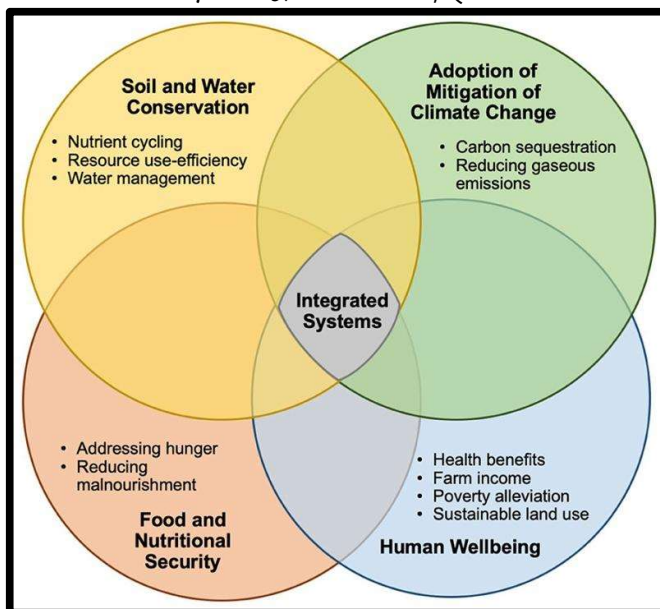 Soil and Water
Conservation
• Nutrient cycling
• Resource use-efficiency
• Water management
Adoption of
Mitigation of
Climate Change
• Carbon sequestration
• Reducing gaseous
emissions
Integrated
Systems
• Addressing hunger
• Reducing
malnourishment
Food and
Nutritional
Security
• Health benefits
• Farm income
• Poverty alleviation
• Sustainable land use
Human Wellbeing